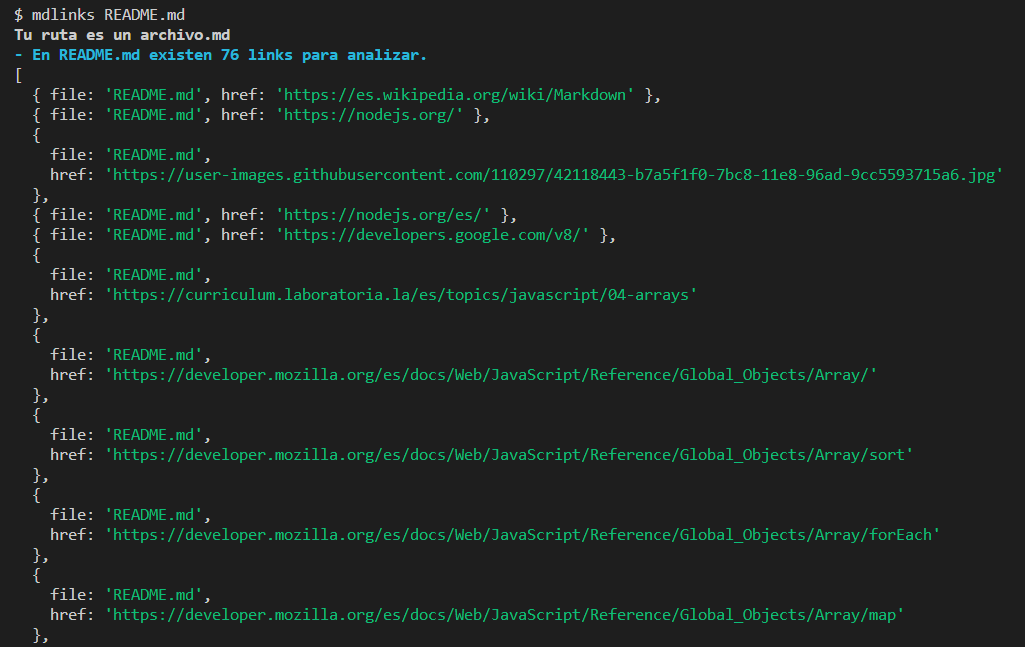 $ mdlinks README.md
Tu ruta es un archivo.md
- En README.md existen 76 links para analizar.
[
  { file: 'README.md', href: 'https://es.wikipedia.org/wiki/Markdown' },
  { file: 'README.md', href: 'https://nodejs.org/' },
  {
    file: 'README.md',
    href: 'https://user-images.githubusercontent.com/110297/42118443-b7a5f1f0-7bc8-11e8-96ad-9cc5593715a6.jpg'
  },
  { file: 'README.md', href: 'https://nodejs.org/es/' },
  { file: 'README.md', href: 'https://developers.google.com/v8/' },
  {
    file: 'README.md',
    href: 'https://curriculum.laboratoria.la/es/topics/javascript/04-arrays'
  },
  {
    file: 'README.md',
    href: 'https://developer.mozilla.org/es/docs/Web/JavaScript/Reference/Global_Objects/Array/'
  },
  {
    file: 'README.md',
    href: 'https://developer.mozilla.org/es/docs/Web/JavaScript/Reference/Global_Objects/Array/sort'
  },
  {
    file: 'README.md',
    href: 'https://developer.mozilla.org/es/docs/Web/JavaScript/Reference/Global_Objects/Array/forEach'
  },
  {
    file: 'README.md',
    href: 'https://developer.mozilla.org/es/docs/Web/JavaScript/Reference/Global_Objects/Array/map'
  },